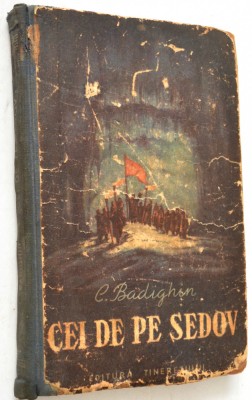 C. Badighin
CEI DE PE SEDOV
EDITURA TINERETULUI